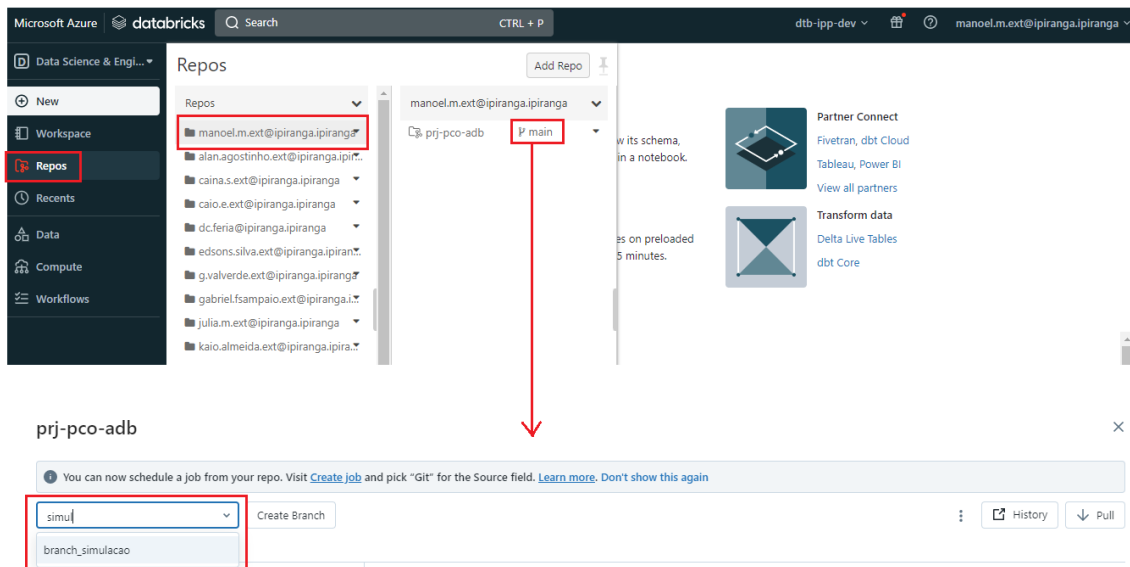 Microsoft Azure databricks Search CTRL + P dtb-ipp-dev manoel.m.ext@ipiranga.ipiranga
D Data Science & Engi...
Repos
Add Repo
New
Workspace
Repos
Recents
Data
Compute
Workflows
Repos
manoel.m.ext@ipiranga.ipiranga
alan.agostinho.ext@ipiranga.ipir...
caina.s.ext@ipiranga.ipiranga
caio.e.ext@ipiranga.ipiranga
dc.feria@ipiranga.ipiranga
edsons.silva.ext@ipiranga.ipiran...
g.valverde.ext@ipiranga.ipiranga
gabriel.fsampaio.ext@ipiranga.i...
julia.m.ext@ipiranga.ipiranga
kaio.almeida.ext@ipiranga.ipira...
manoel.m.ext@ipiranga.ipiranga
prj-pco-adb main
w its schema,
in a notebook.
es on preloaded
5 minutes.
Partner Connect
Fivetran, dbt Cloud
Tableau, Power BI
View all partners
Transform data
Delta Live Tables
dbt Core
prj-pco-adb
You can now schedule a job from your repo. Visit Create job and pick "Git" for the Source field. Learn more. Don't show this again
simul
Create Branch
History
Pull
branch_simulacao